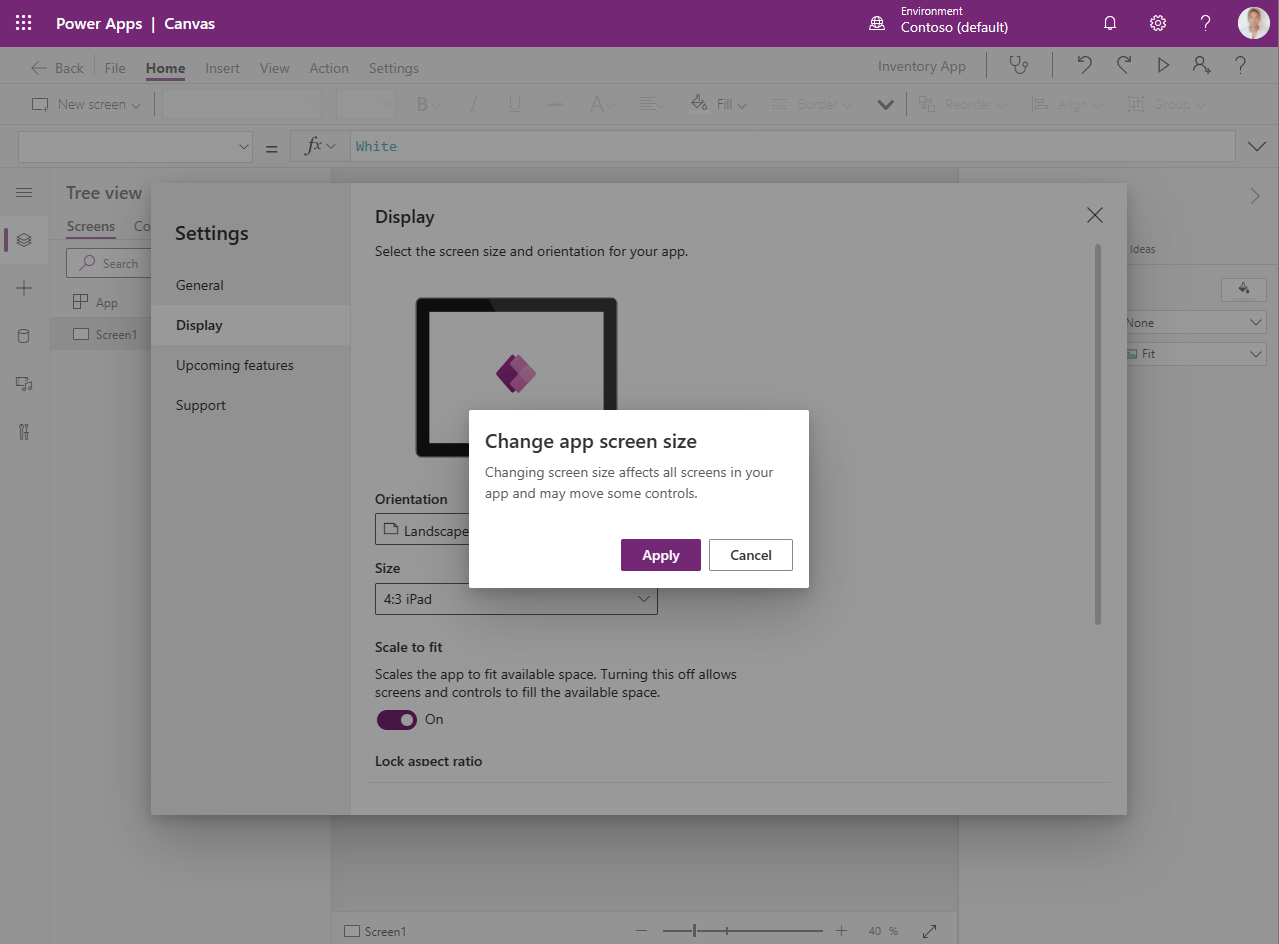 Power Apps | Canvas
Environment
Contoso (default)
Back File Home Insert View Action Settings Inventory App
New screen B / U abc A Fill Border Reorder Align Group
= fx White
Tree view
Screens Co
Search
App
Screen1
Settings
General
Display
Upcoming features
Support
Display
Select the screen size and orientation for your app.
Orientation
Landscape
Size
4:3 iPad
Scale to fit
Scales the app to fit available space. Turning this off allows
screens and controls to fill the available space.
On
Lock aspect ratio
Change app screen size
Changing screen size affects all screens in your
app and may move some controls.
Apply Cancel
Ideas
None
Fit
Screen1 40 %